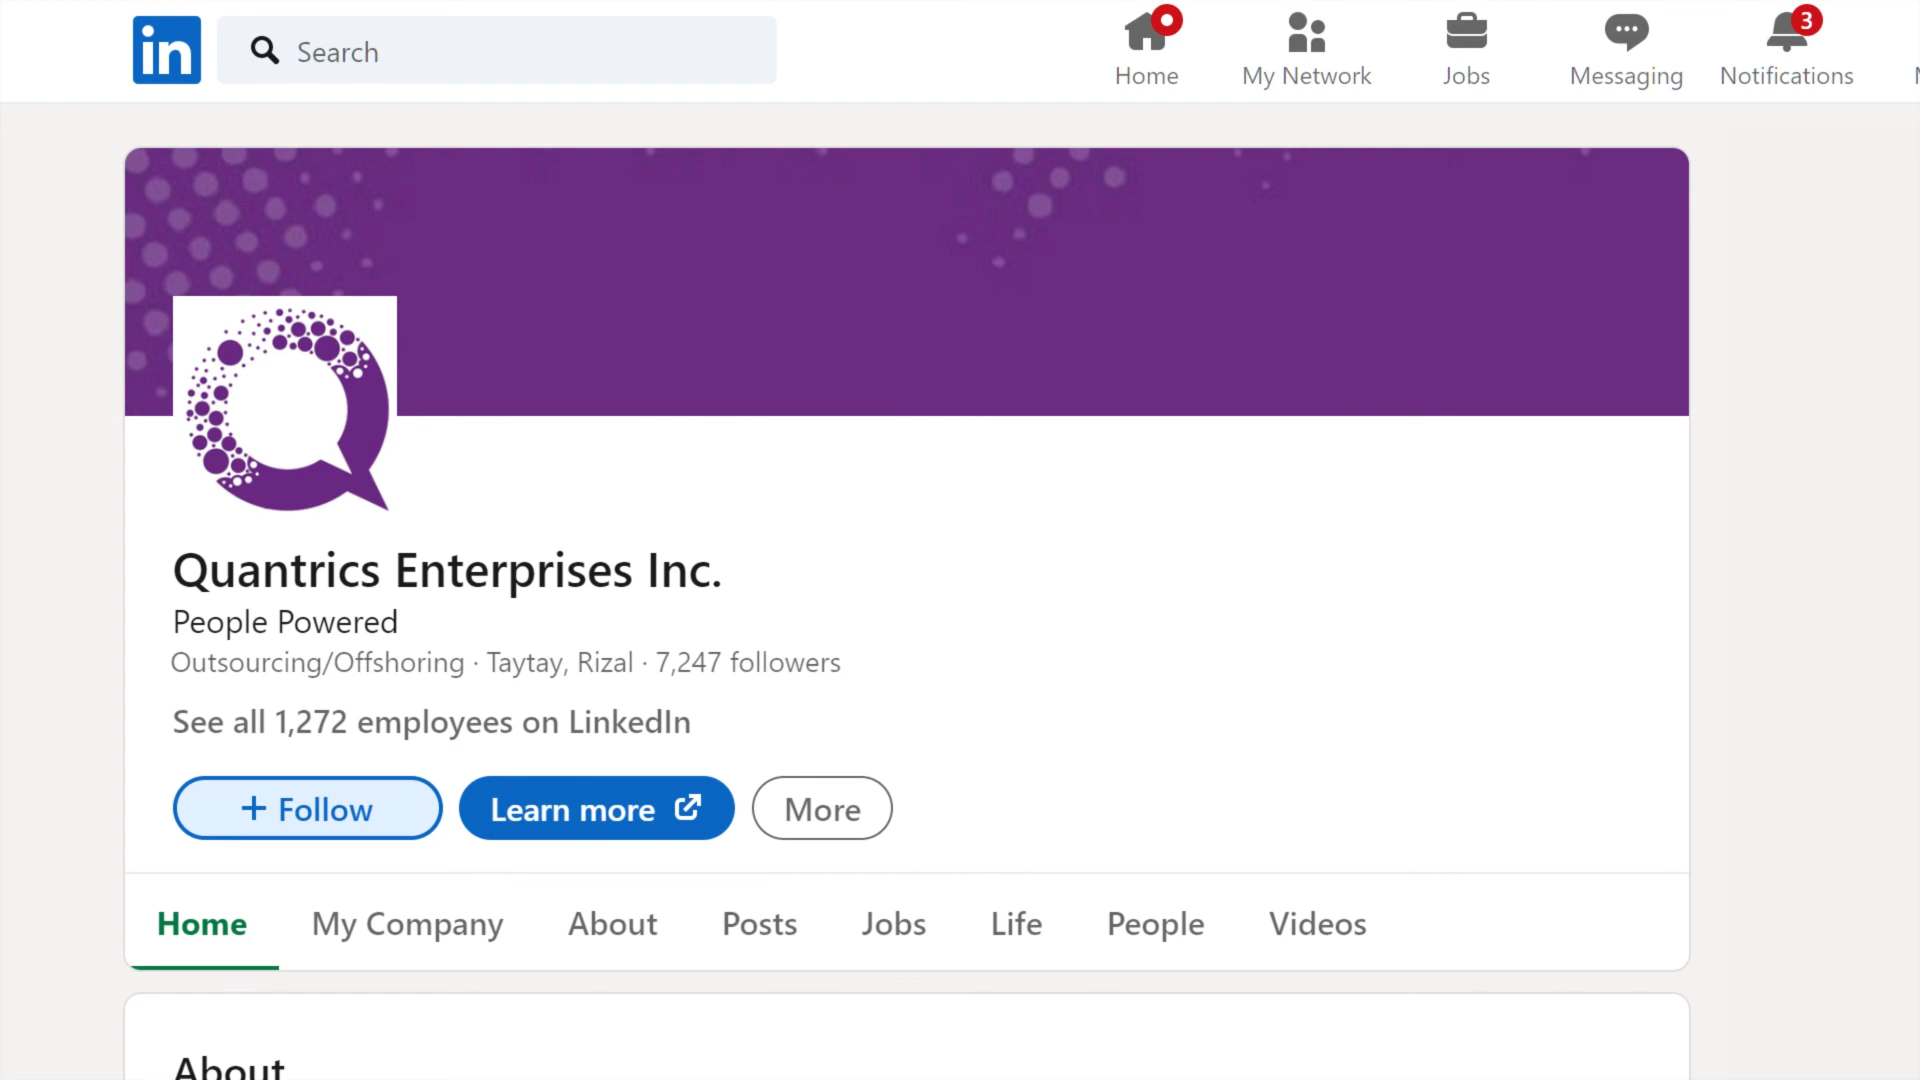 in Search
Home My Network Jobs Messaging 3 Notifications
Quantrics Enterprises Inc.
People Powered
Outsourcing/Offshoring · Taytay, Rizal · 7,247 followers
See all 1,272 employees on LinkedIn
+ Follow Learn more More
Home My Company About Posts Jobs Life People Videos
About